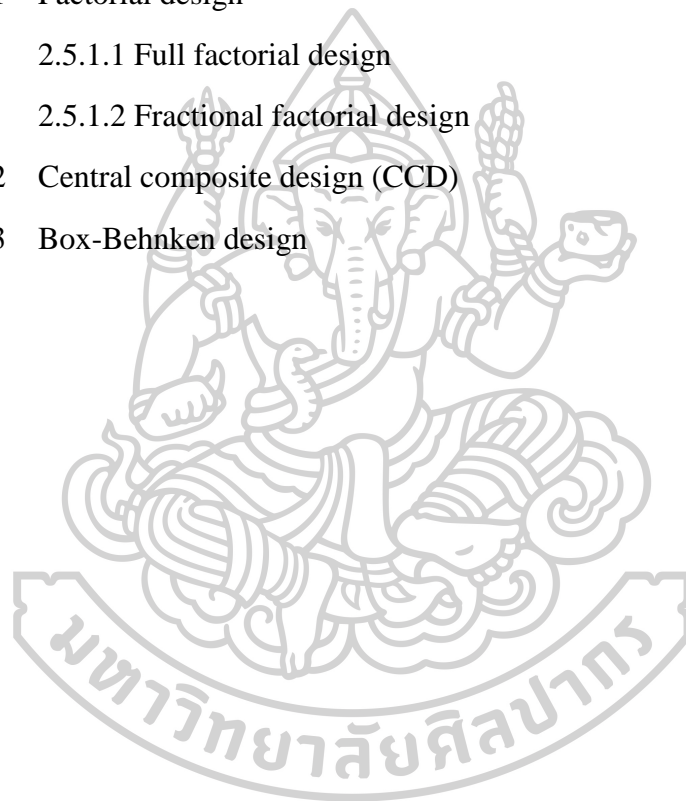 Factorial design
2.5.1.1 Full factorial design
2.5.1.2 Fractional factorial design
2 Central composite design (CCD)
3 Box-Behnken design
มหาวิทยาลัยศิลปากร